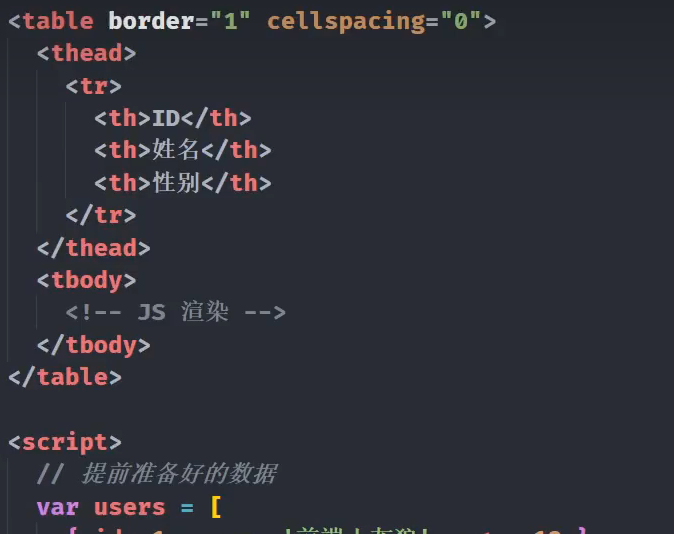 <table border="1" cellspacing="0">
<thead>
<tr>
<th>ID</th>
<th>姓名</th>
<th>性别</th>
</tr>
</thead>
<tbody>
<!-- JS 渲染 -->
</tbody>
</table>
<script>
// 提前准备好的数据
var users = [